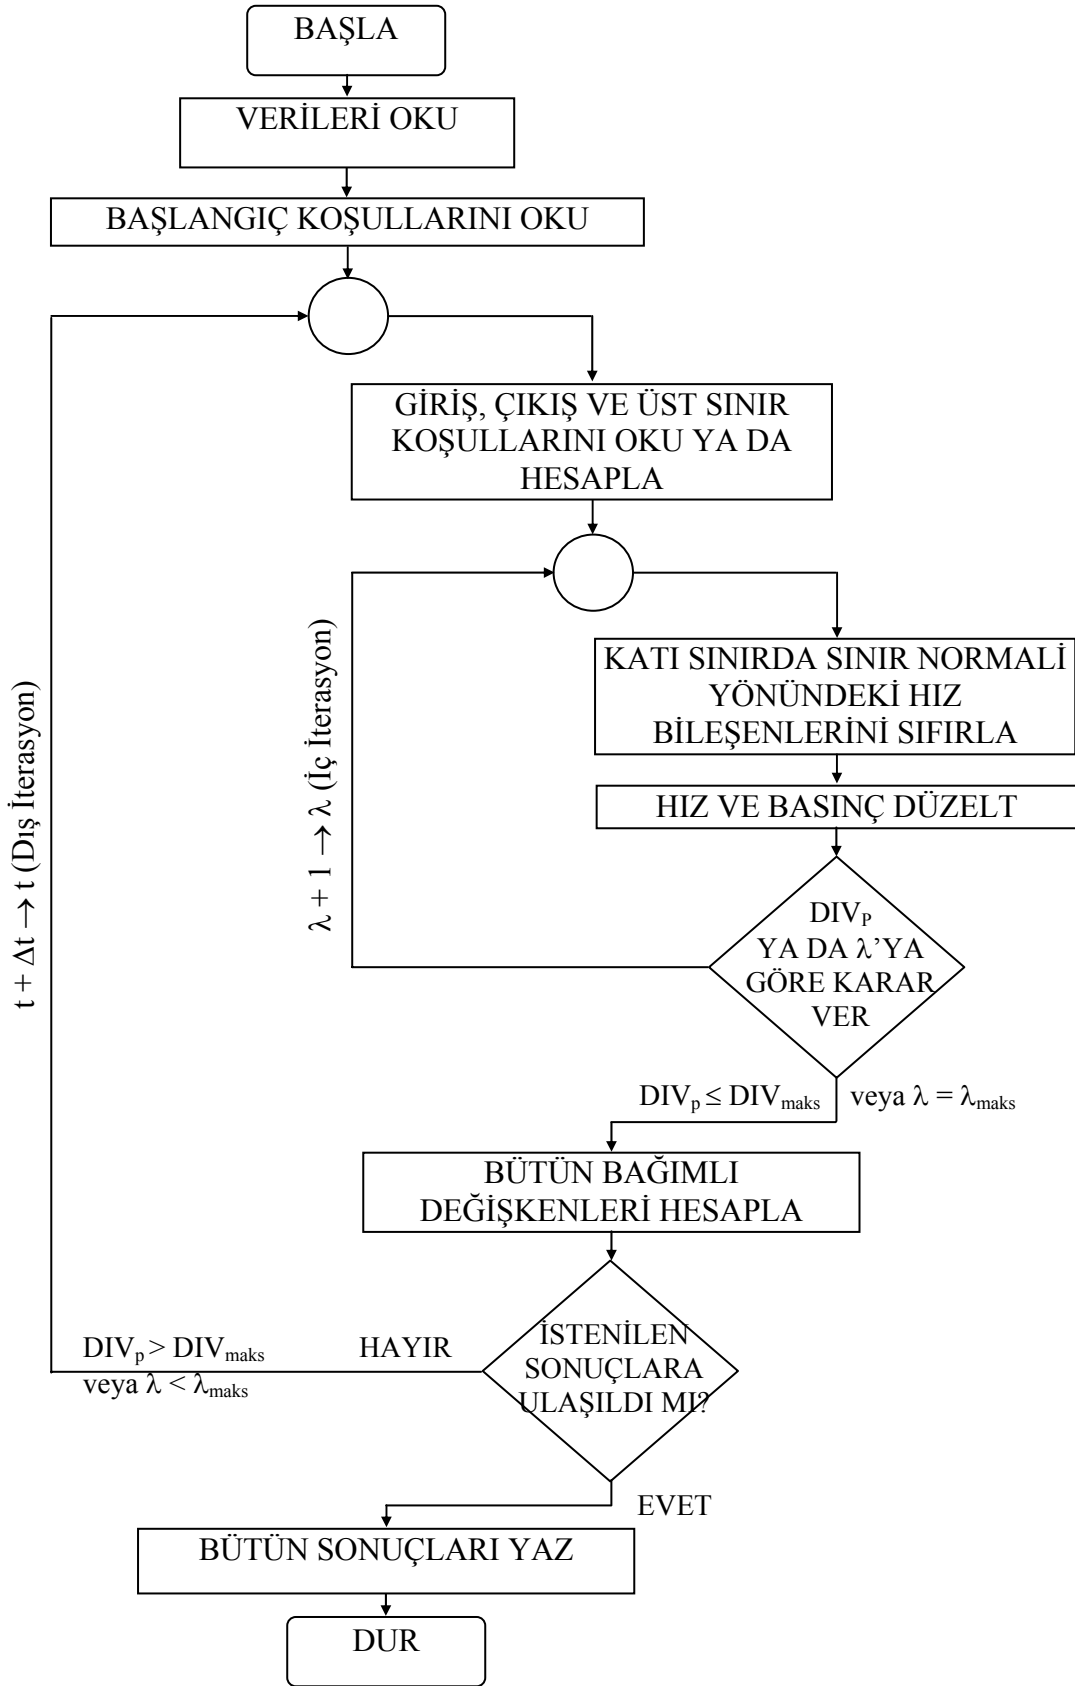 BAŞLA
VERİLERİ OKU
BAŞLANGIÇ KOŞULLARINI OKU
GİRİŞ, ÇIKIŞ VE ÜST SINIR
KOŞULLARINI OKU YA DA
HESAPLA
t + Δt → t (Dış İterasyon)
λ + 1 → λ (İç İterasyon)
KATI SINIRDA SINIR NORMALİ
YÖNÜNDEKİ HIZ
BİLEŞENLERİNİ SIFIRLA
HIZ VE BASINÇ DÜZELT
DIVP
YA DA λ’YA
GÖRE KARAR
VER
DIVp ≤ DIVmaks veya λ = λmaks
BÜTÜN BAĞIMLI
DEĞİŞKENLERİ HESAPLA
İSTENİLEN
SONUÇLARA
ULAŞILDI MI?
DIVp > DIVmaks HAYIR
veya λ < λmaks
EVET
BÜTÜN SONUÇLARI YAZ
DUR